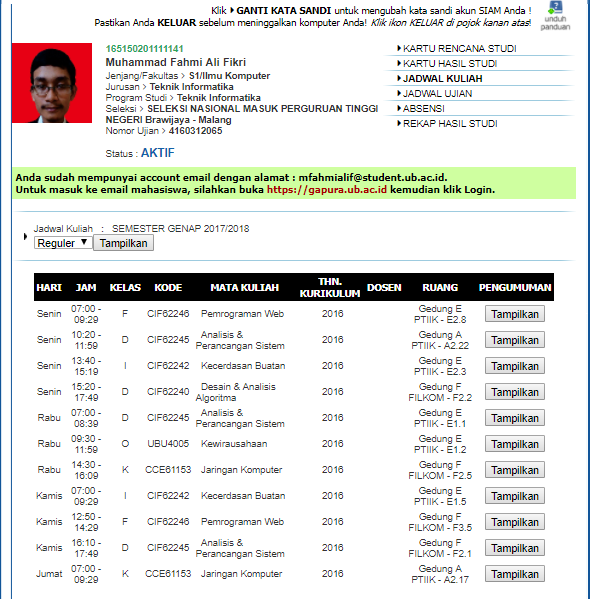 Klik GANTI KATA SANDI untuk mengubah kata sandi akun SIAM Anda !
Pastikan Anda KELUAR sebelum meninggalkan komputer Anda! Klik ikon KELUAR di pojok kanan atas!
unduh
panduan
165150201111141
Muhammad Fahmi Ali Fikri
Jenjang/Fakultas > S1/Ilmu Komputer
Jurusan > Teknik Informatika
Program Studi > Teknik Informatika
Seleksi > SELEKSI NASIONAL MASUK PERGURUAN TINGGI
NEGERI Brawijaya - Malang
Nomor Ujian > 4160312065
Status : AKTIF
KARTU RENCANA STUDI
KARTU HASIL STUDI
JADWAL KULIAH
JADWAL UJIAN
ABSENSI
REKAP HASIL STUDI
Anda sudah mempunyai account email dengan alamat : mfahmialif@student.ub.ac.id.
Untuk masuk ke email mahasiswa, silahkan buka https://gapura.ub.ac.id kemudian klik Login.
Jadwal Kuliah : SEMESTER GENAP 2017/2018
Reguler Tampilkan
HARI JAM KELAS KODE MATA KULIAH THN. KURIKULUM DOSEN RUANG PENGUMUMAN
Senin 07:00 - 09:29 F CIF62246 Pemrograman Web 2016 Gedung E PTIIK - E2.8 Tampilkan
Senin 10:20 - 11:59 D CIF62245 Analisis & Perancangan Sistem 2016 Gedung A PTIIK - A2.22 Tampilkan
Senin 13:40 - 15:19 I CIF62242 Kecerdasan Buatan 2016 Gedung E PTIIK - E2.3 Tampilkan
Senin 15:20 - 17:49 D CIF62240 Desain & Analisis Algoritma 2016 Gedung F FILKOM - F2.2 Tampilkan
Rabu 07:00 - 08:39 D CIF62245 Analisis & Perancangan Sistem 2016 Gedung E PTIIK - E1.1 Tampilkan
Rabu 09:30 - 11:59 O UBU4005 Kewirausahaan 2016 Gedung E PTIIK - E1.2 Tampilkan
Rabu 14:30 - 16:09 K CCE61153 Jaringan Komputer 2016 Gedung F FILKOM - F2.5 Tampilkan
Kamis 07:00 - 09:29 I CIF62242 Kecerdasan Buatan 2016 Gedung E PTIIK - E1.5 Tampilkan
Kamis 12:50 - 14:29 F CIF62246 Pemrograman Web 2016 Gedung F FILKOM - F3.5 Tampilkan
Kamis 16:10 - 17:49 D CIF62245 Analisis & Perancangan Sistem 2016 Gedung F FILKOM - F2.1 Tampilkan
Jumat 07:00 - 09:29 K CCE61153 Jaringan Komputer 2016 Gedung A PTIIK - A2.17 Tampilkan